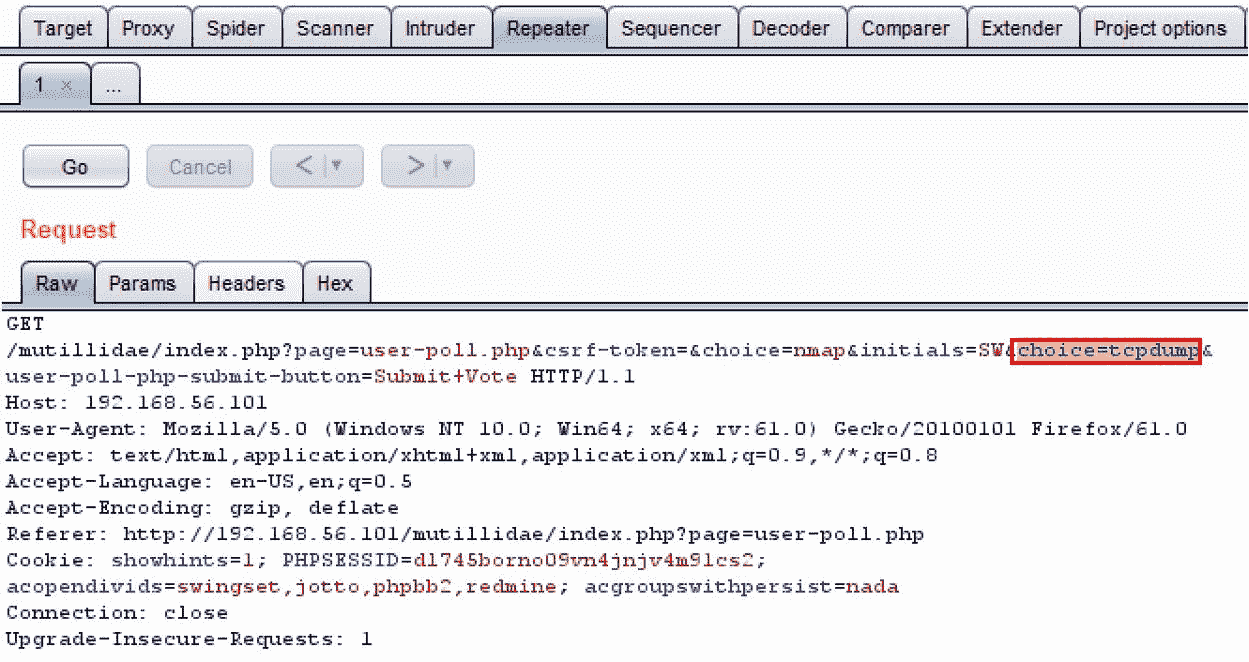 Target Proxy Spider Scanner Intruder Repeater Sequencer Decoder Comparer Extender Project options
1 × ...
Go Cancel < >
Request
Raw Params Headers Hex
GET
/mutillidae/index.php?page=user-poll.php&csrf-token=&choice=nmap&initials=SW&choice=tcpdump&
user-poll-php-submit-button=Submit+Vote HTTP/1.1
Host: 192.168.56.101
User-Agent: Mozilla/5.0 (Windows NT 10.0; Win64; x64; rv:61.0) Gecko/20100101 Firefox/61.0
Accept: text/html,application/xhtml+xml,application/xml;q=0.9,*/*;q=0.8
Accept-Language: en-US,en;q=0.5
Accept-Encoding: gzip, deflate
Referer: http://192.168.56.101/mutillidae/index.php?page=user-poll.php
Cookie: showhints=1; PHPSESSID=dl745borno09vn4jnjv4m91cs2;
acopendivids=swingset,jotto,phpbb2,redmine; acgroupswithpersist=nada
Connection: close
Upgrade-Insecure-Requests: 1